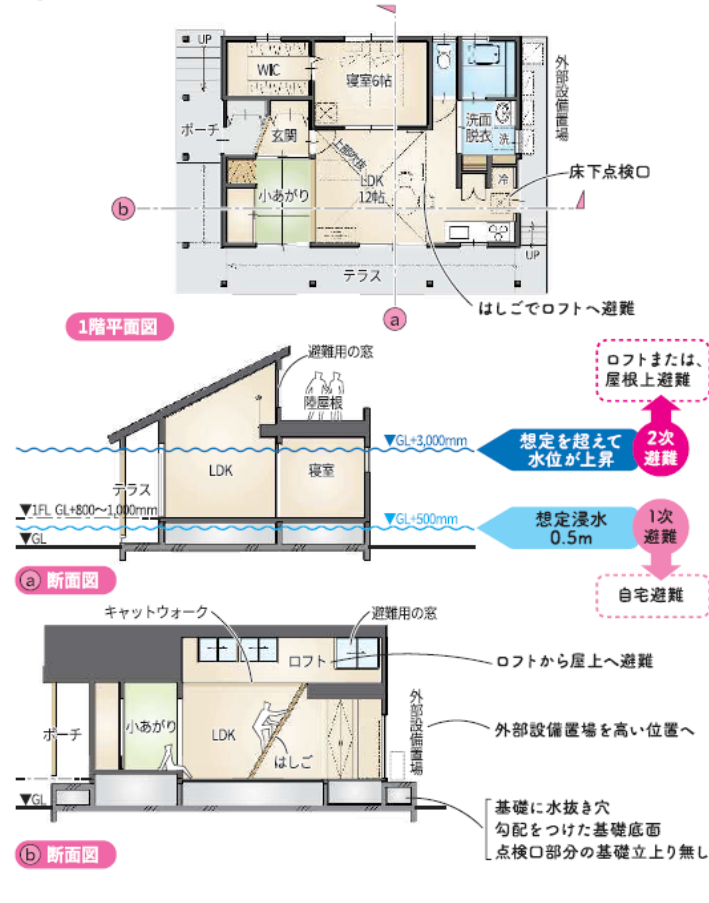 UP
WIC
寝室6帖
外部設備置場
ポーチ
玄関
洗面
脱衣
洗
上部吹抜
冷
床下点検口
小あがり
LDK
12帖
b
UP
テラス
はしごでロフトへ避難
a
1階平面図
避難用の窓
ロフトまたは、
屋根上避難
陸屋根
▼GL+3,000mm
想定を超えて
水位が上昇
2次
避難
LDK
寝室
テラス
▼1FL GL+800〜1,000mm
▼GL+500mm
想定浸水
0.5m
1次
避難
▼GL
a 断面図
自宅避難
キャットウォーク
避難用の窓
ロフト
ロフトから屋上へ避難
小あがり
ポーチ
LDK
はしご
外部設備置場
外部設備置場を高い位置へ
▼GL
基礎に水抜き穴
勾配をつけた基礎底面
点検口部分の基礎立上り無し
b 断面図